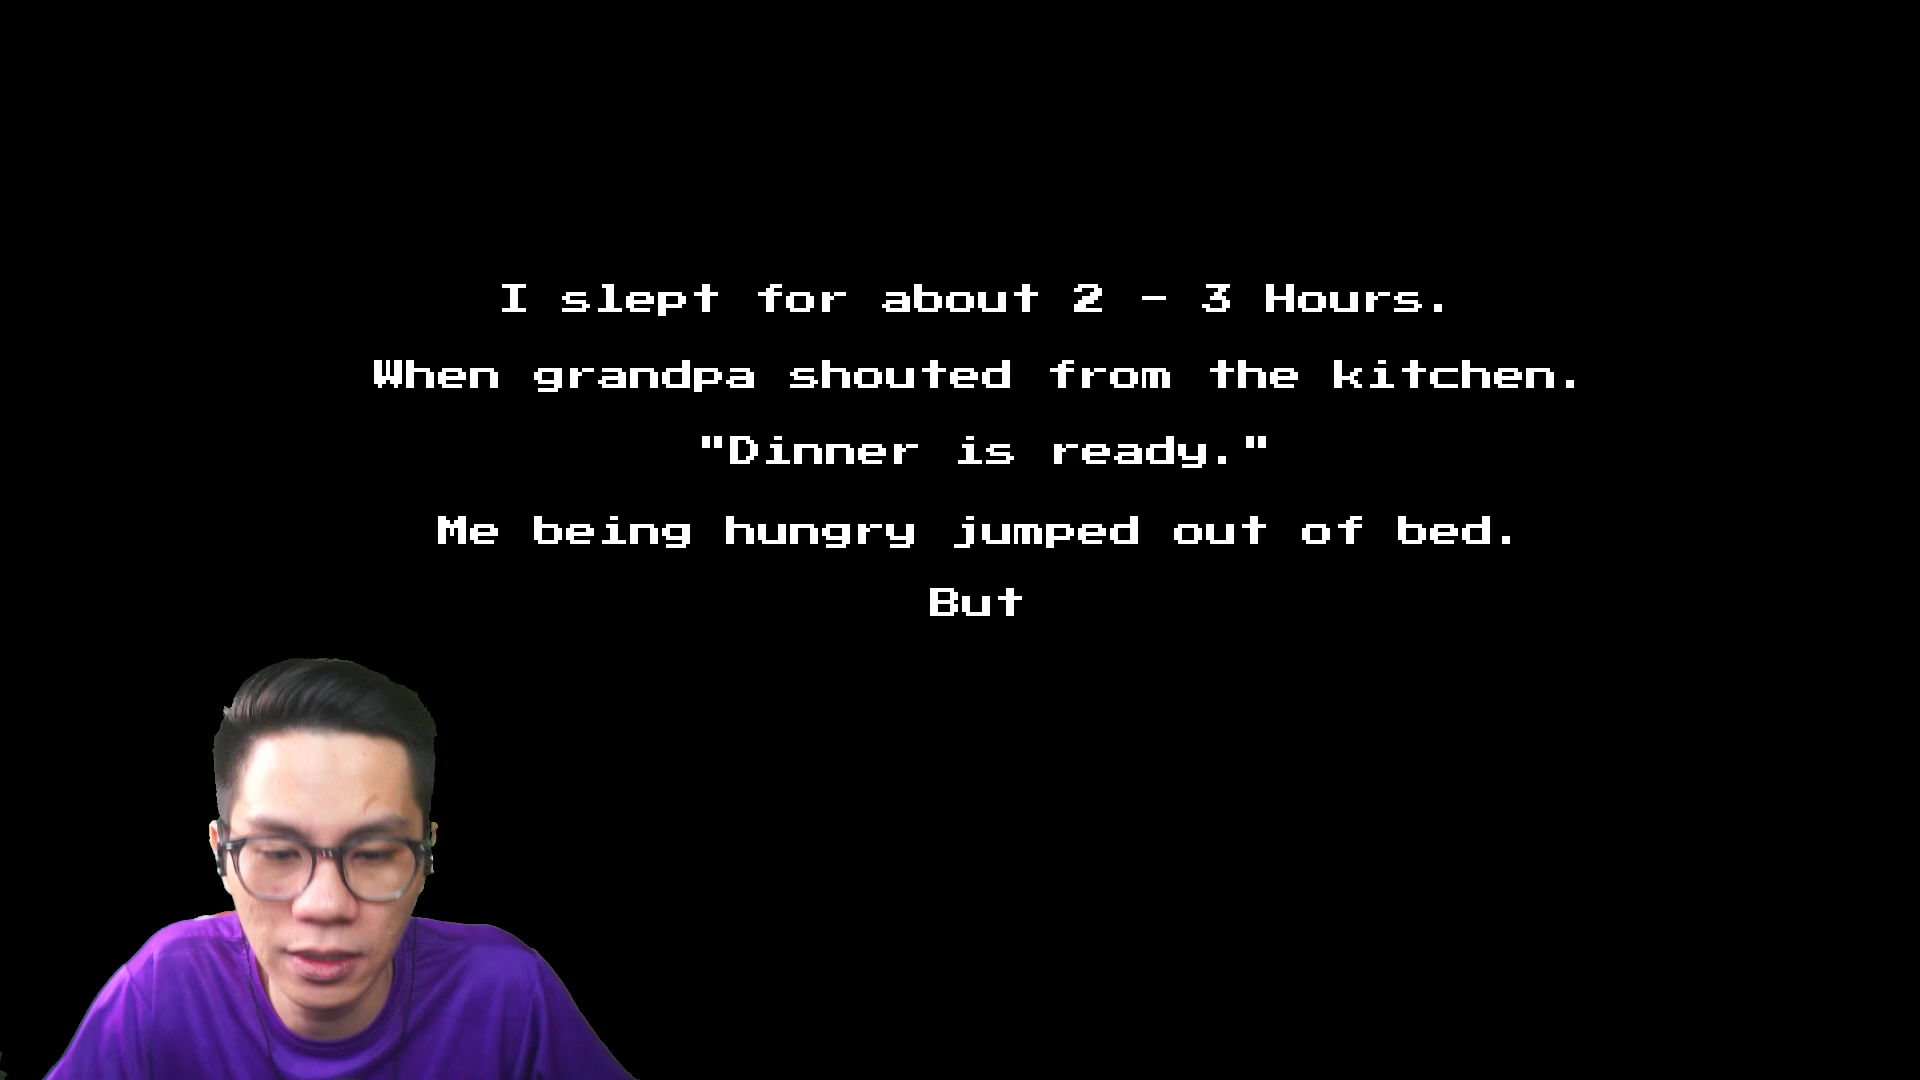 I slept for about 2 - 3 Hours.
When grandpa shouted from the kitchen.
"Dinner is ready."
Me being hungry jumped out of bed.
But